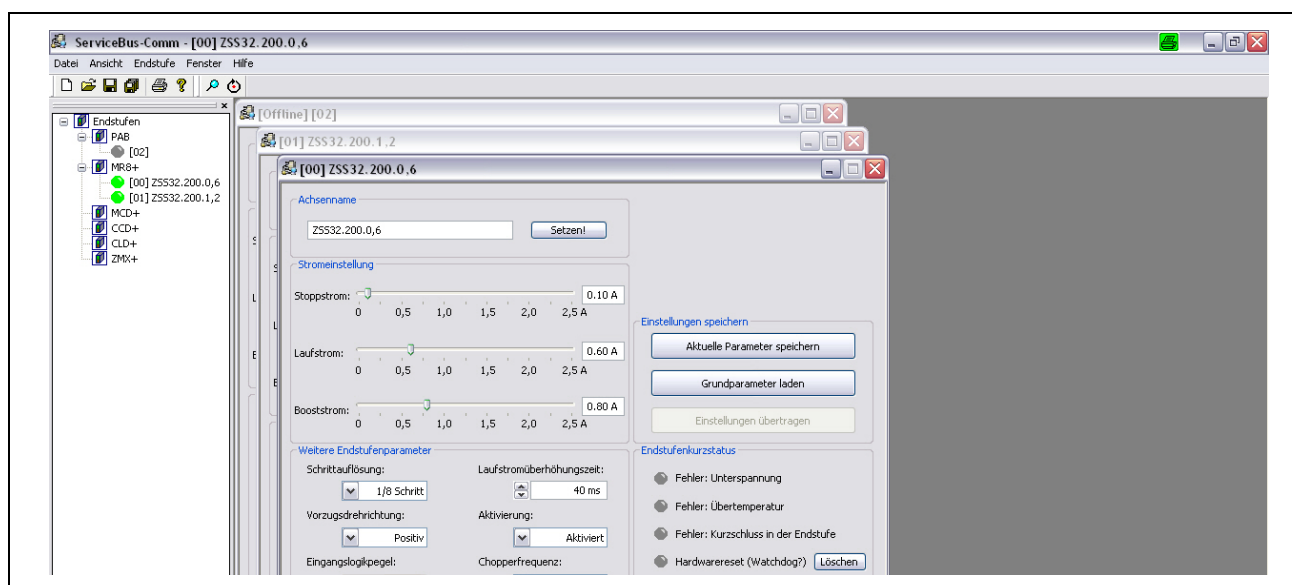 ServiceBus-Comm - [00] ZSS32.200.0,6
Datei Ansicht Endstufe Fenster Hilfe
Endstufen
PAB
[02]
MR8+
[00] ZSS32.200.0,6
[01] ZSS32.200.1,2
MCD+
CCD+
CLD+
ZMX+
[Offline] [02]
[01] ZSS32.200.1,2
[00] ZSS32.200.0,6
Achsenname
ZSS32.200.0,6 Setzen!
Stromeinstellung
Stoppstrom: 0.10 A
0 0,5 1,0 1,5 2,0 2,5 A
Laufstrom: 0.60 A
0 0,5 1,0 1,5 2,0 2,5 A
Booststrom: 0.80 A
0 0,5 1,0 1,5 2,0 2,5 A
Einstellungen speichern
Aktuelle Parameter speichern
Grundparameter laden
Einstellungen übertragen
Weitere Endstufenparameter
Schrittauflösung: Laufstromüberhöhungszeit:
1/8 Schritt 40 ms
Vorzugsdrehrichtung: Aktivierung:
Positiv Aktiviert
Eingangslogikpegel: Chopperfrequenz:
Endstufenkurzstatus
Fehler: Unterspannung
Fehler: Übertemperatur
Fehler: Kurzschluss in der Endstufe
Hardwarereset (Watchdog?) Löschen